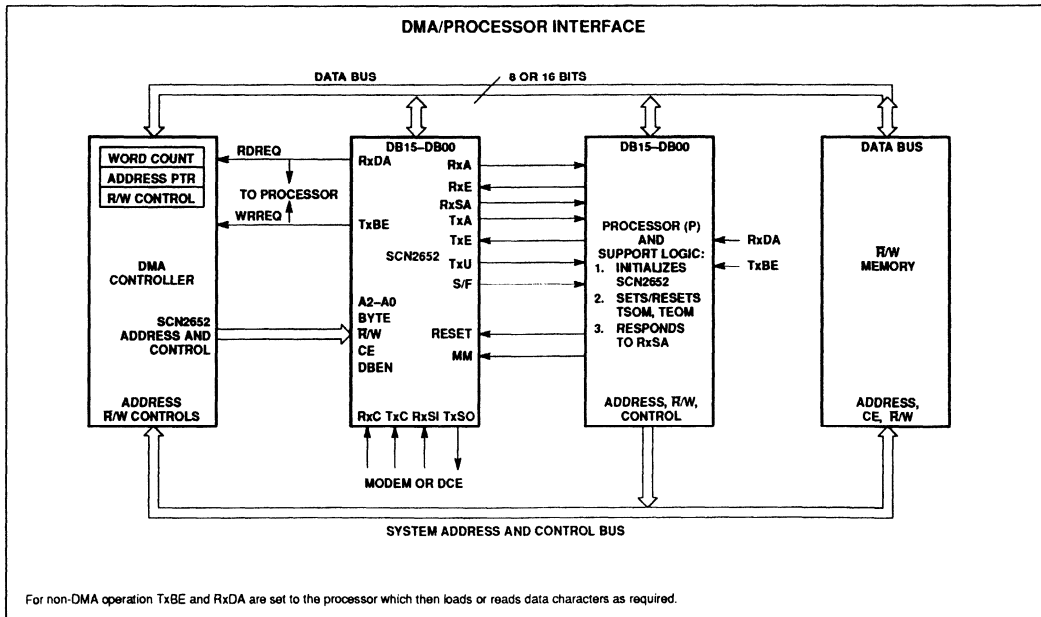 DMA/PROCESSOR INTERFACE
DATA BUS
8 OR 16 BITS
WORD COUNT
ADDRESS PTR
R/W CONTROL
DMA
CONTROLLER
SCN2652
ADDRESS AND
CONTROL
ADDRESS
R̅/W CONTROLS
RDREQ
TO PROCESSOR
WRREQ
DB15–DB00
RxDA
TxBE
SCN2652
A2–A0
BYTE
R̅/W
CE
DBEN
RxA
RxE
RxSA
TxA
TxE
TxU
S/F
RESET
MM
RxC TxC RxSI TxSO
MODEM OR DCE
DB15–DB00
PROCESSOR (P)
AND
SUPPORT LOGIC:
1. INITIALIZES
SCN2652
2. SETS/RESETS
TSOM, TEOM
3. RESPONDS
TO RxSA
ADDRESS, R̅/W,
CONTROL
RxDA
TxBE
DATA BUS
R̅/W
MEMORY
ADDRESS,
CE, R̅/W
SYSTEM ADDRESS AND CONTROL BUS
For non-DMA operation TxBE and RxDA are set to the processor which then loads or reads data characters as required.